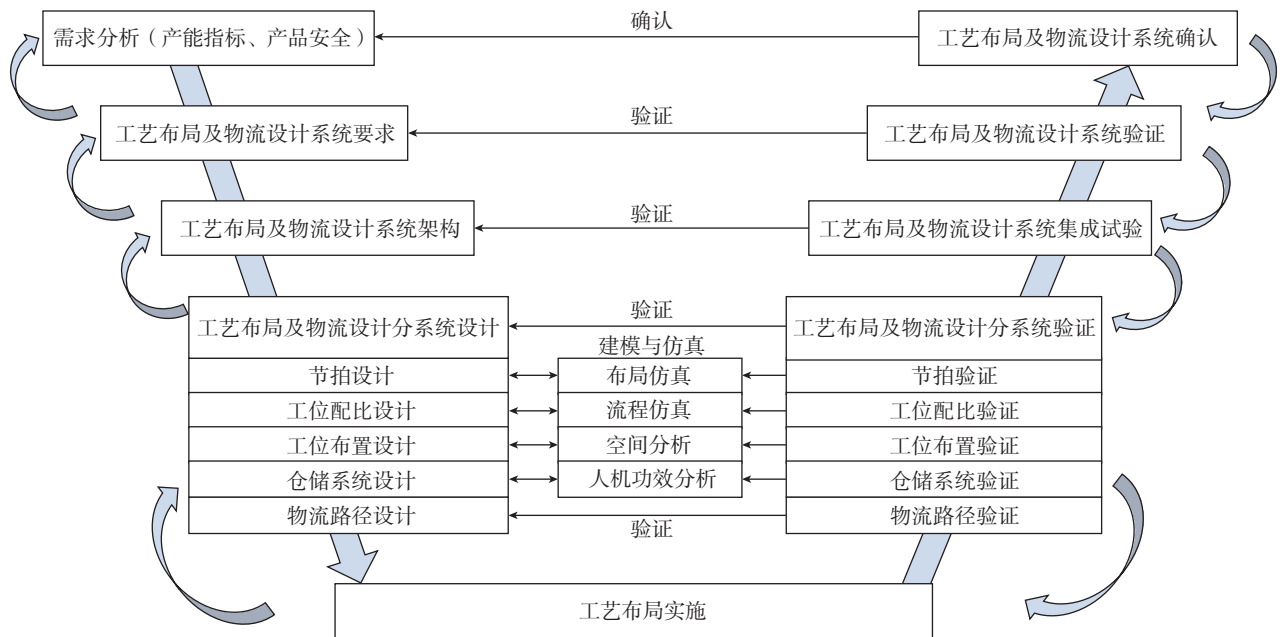 需求分析（产能指标、产品安全）
确认
工艺布局及物流设计系统确认
工艺布局及物流设计系统要求
验证
工艺布局及物流设计系统验证
工艺布局及物流设计系统架构
验证
工艺布局及物流设计系统集成试验
工艺布局及物流设计分系统设计
验证
工艺布局及物流设计分系统验证
建模与仿真
节拍设计
布局仿真
节拍验证
工位配比设计
流程仿真
工位配比验证
工位布置设计
空间分析
工位布置验证
仓储系统设计
人机功效分析
仓储系统验证
物流路径设计
验证
物流路径验证
工艺布局实施